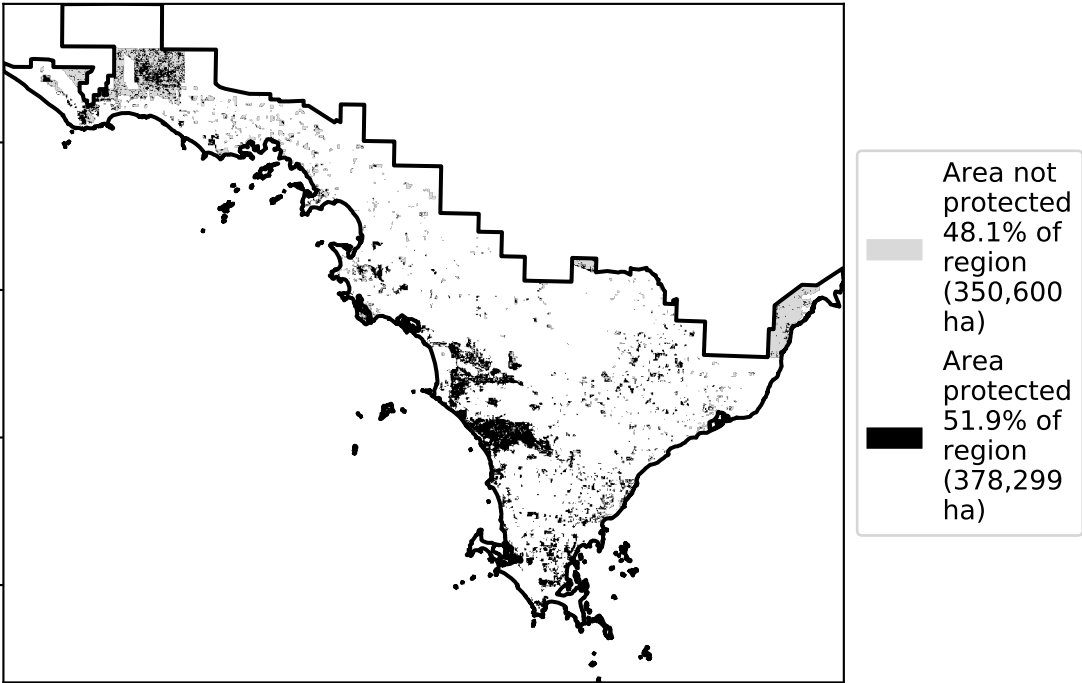 Area not
protected
48.1% of
region
(350,600
ha)
Area
protected
51.9% of
region
(378,299
ha)